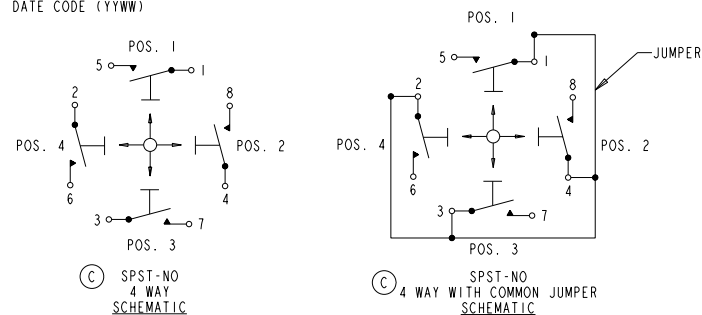 DATE CODE (YYWW)
POS. 1
5
1
2
8
POS. 4
POS. 2
6
4
3
7
POS. 3
C
SPST-NO
4 WAY
SCHEMATIC
POS. 1
JUMPER
5
1
2
8
POS. 4
POS. 2
6
4
3
7
POS. 3
C
SPST-NO
4 WAY WITH COMMON JUMPER
SCHEMATIC